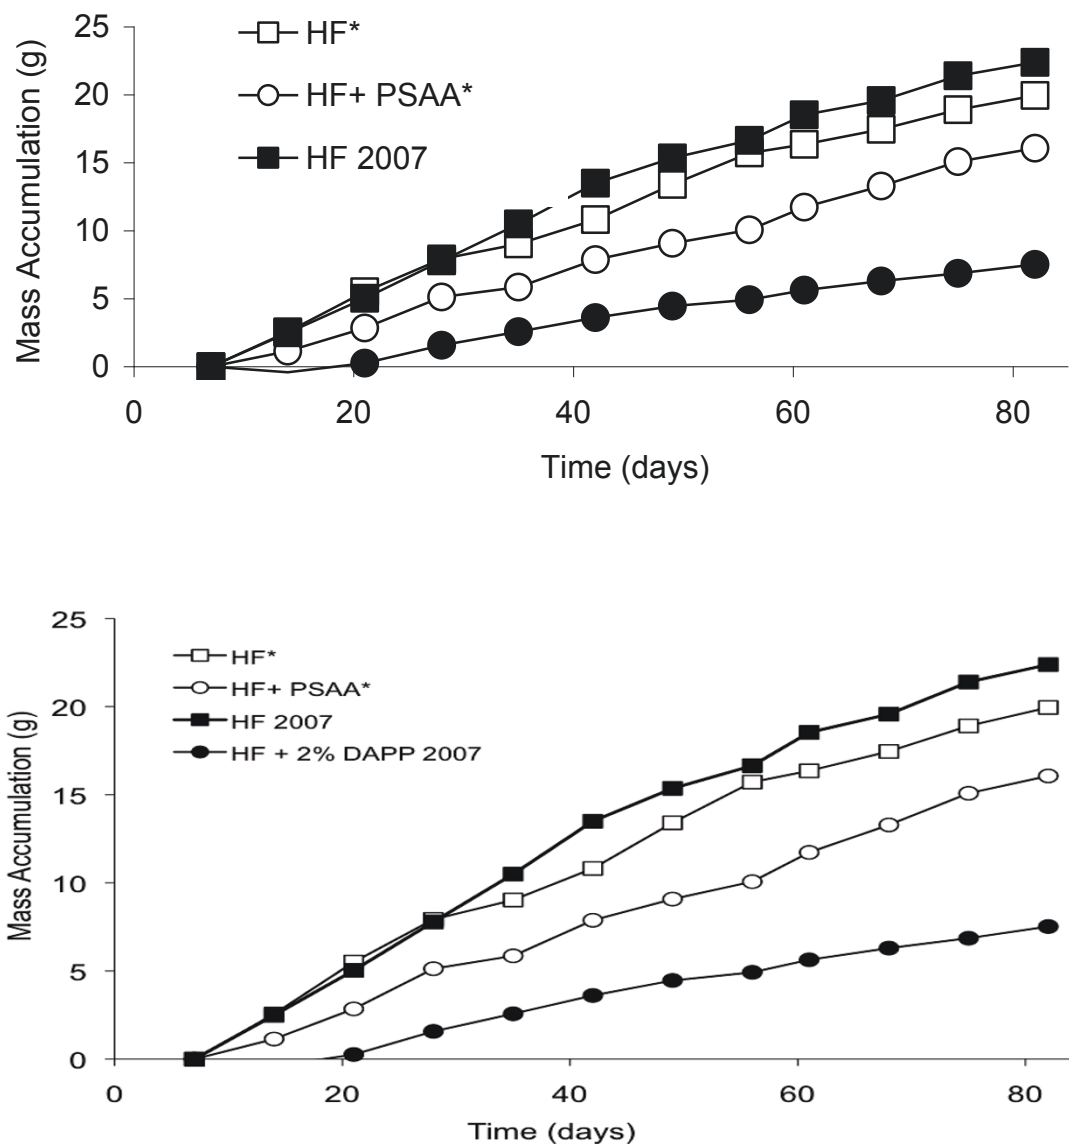 25
20
15
10
5
0
Mass Accumulation (g)
HF*
HF+ PSAA*
HF 2007
0 20 40 60 80
Time (days)
25
20
15
10
5
0
Mass Accumulation (g)
HF*
HF+ PSAA*
HF 2007
HF + 2% DAPP 2007
0 20 40 60 80
Time (days)